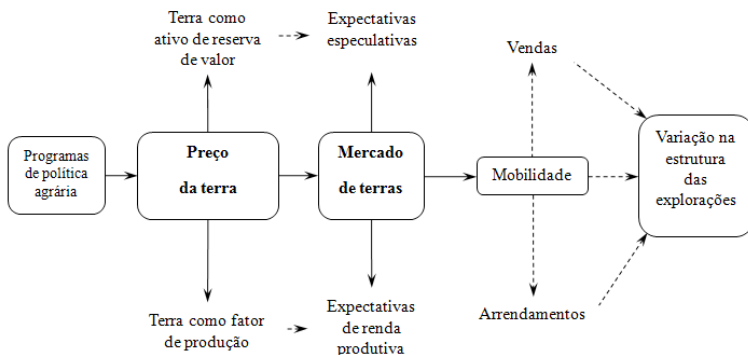 Terra como
ativo de reserva
de valor
Expectativas
especulativas
Vendas
Programas
de política
agrária
Preço
da terra
Mercado
de terras
Mobilidade
Variação na
estrutura
das
explorações
Terra como fator
de produção
Expectativas
de renda
produtiva
Arrendamentos